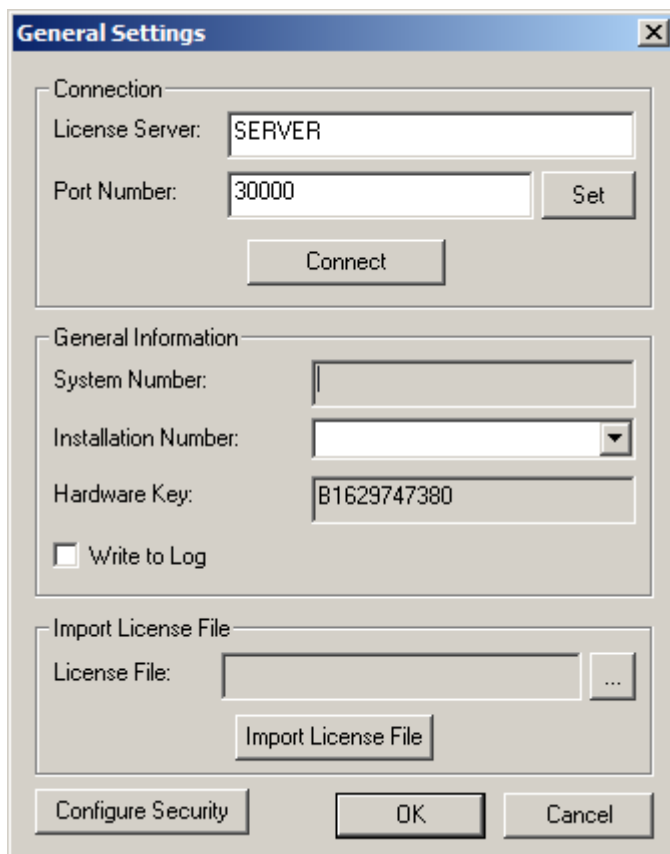 General Settings
Connection
License Server: SERVER
Port Number: 30000 Set
Connect
General Information
System Number:
Installation Number:
Hardware Key: B1629747380
Write to Log
Import License File
License File: ...
Import License File
Configure Security OK Cancel